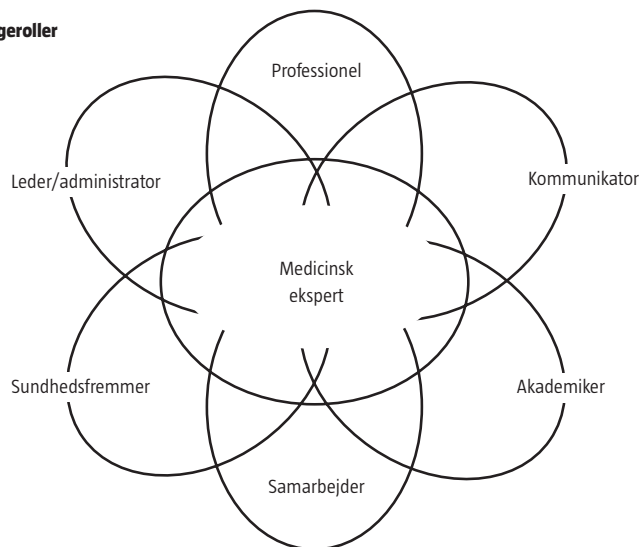 geroller
Professionel
Leder/administrator
Kommunikator
Medicinsk
ekspert
Sundhedsfremmer
Akademiker
Samarbejder